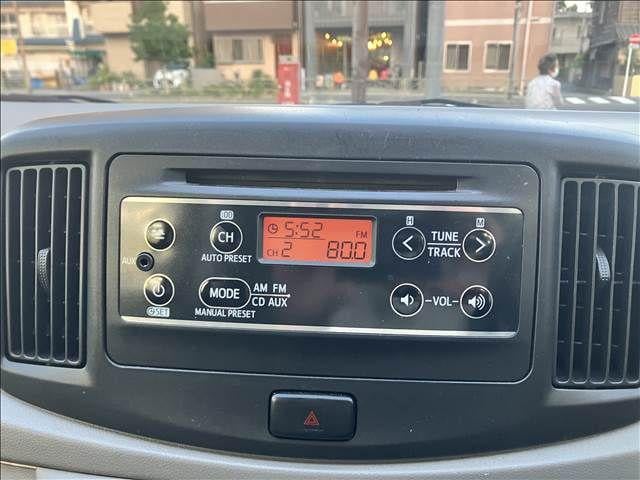 CH
AUTO PRESET
5:52 FM
CH 2 80.0
H
M
TUNE
TRACK
AUX
MODE
AM FM
CD AUX
MANUAL PRESET
SET
-VOL-